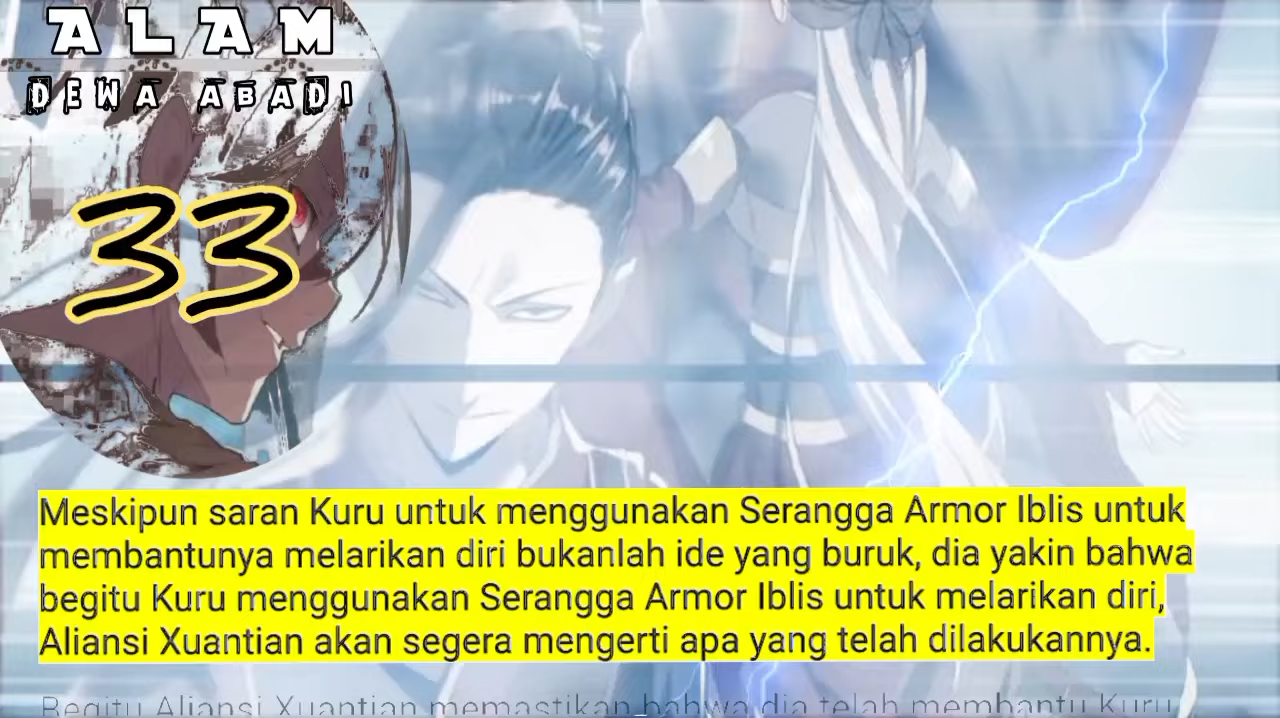 ALAM
DEWA ABADI
33
Meskipun saran Kuru untuk menggunakan Serangga Armor Iblis untuk
membantunya melarikan diri bukanlah ide yang buruk, dia yakin bahwa
begitu Kuru menggunakan Serangga Armor Iblis untuk melarikan diri,
Aliansi Xuantian akan segera mengerti apa yang telah dilakukannya.
Begitu Aliansi Xuantian memastikan bahwa dia telah membantu Kuru